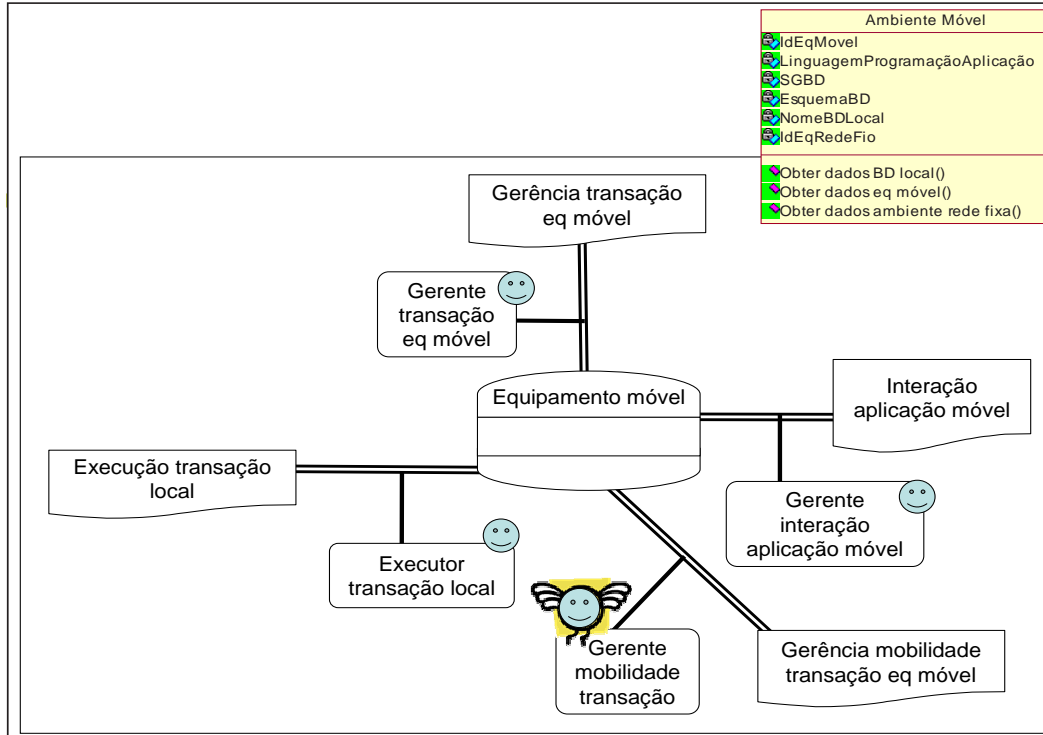 Ambiente Móvel
IdEqMovel
LinguagemProgramaçãoAplicação
SGBD
EsquemaBD
NomeBDLocal
IdEqRedeFio
Obter dados BD local()
Obter dados eq móvel()
Obter dados ambiente rede fixa()
Gerência transação
eq móvel
Gerente
transação
eq móvel
Equipamento móvel
Interação
aplicação móvel
Execução transação
local
Gerente
interação
aplicação móvel
Executor
transação local
Gerente
mobilidade
transação
Gerência mobilidade
transação eq móvel